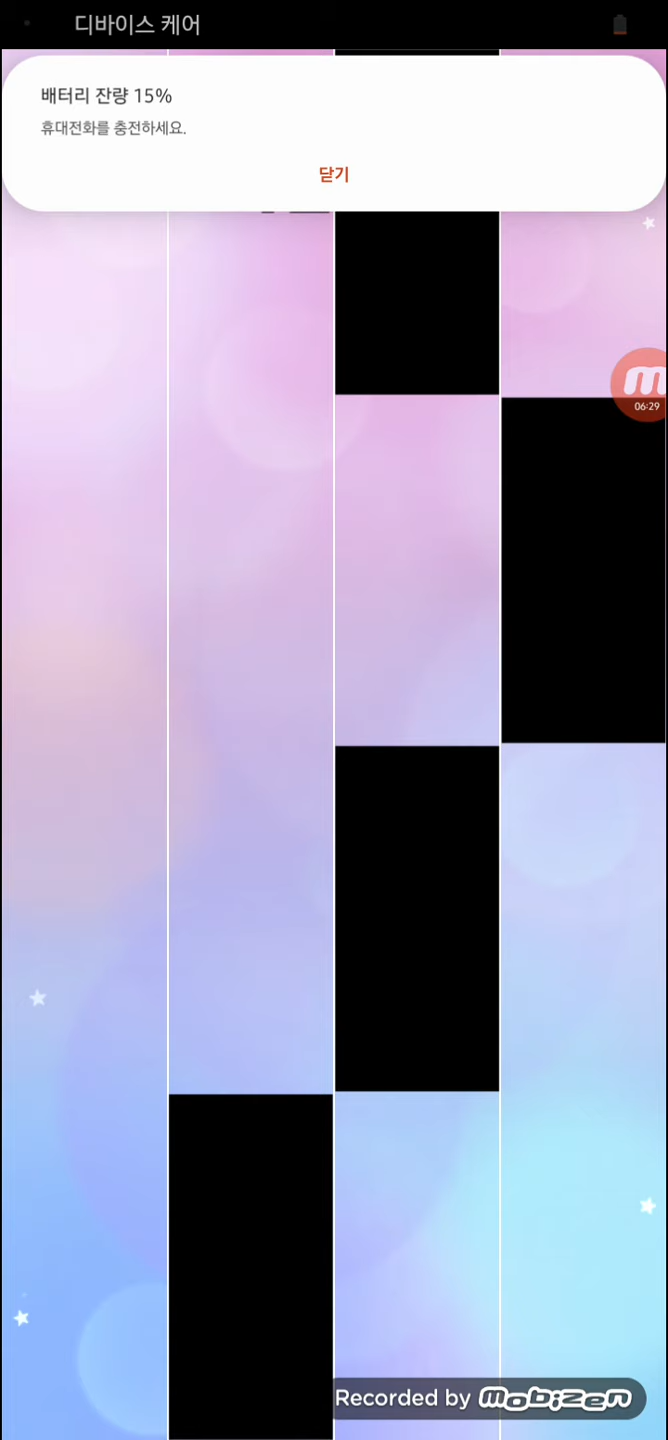 디바이스 케어
배터리 잔량 15%
휴대전화를 충전하세요.
닫기
m
06:29
Recorded by mobizen